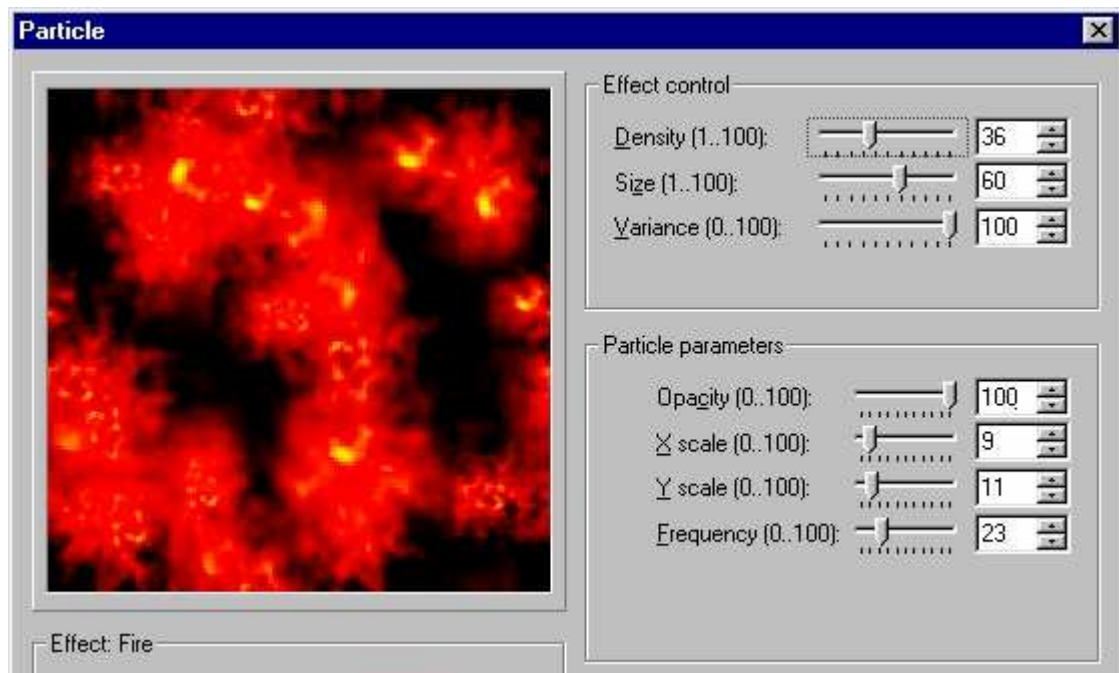 Particle
Effect control
Density (1..100): 36
Size (1..100): 60
Variance (0..100): 100
Particle parameters
Opacity (0..100): 100
X scale (0..100): 9
Y scale (0..100): 11
Frequency (0..100): 23
Effect: Fire